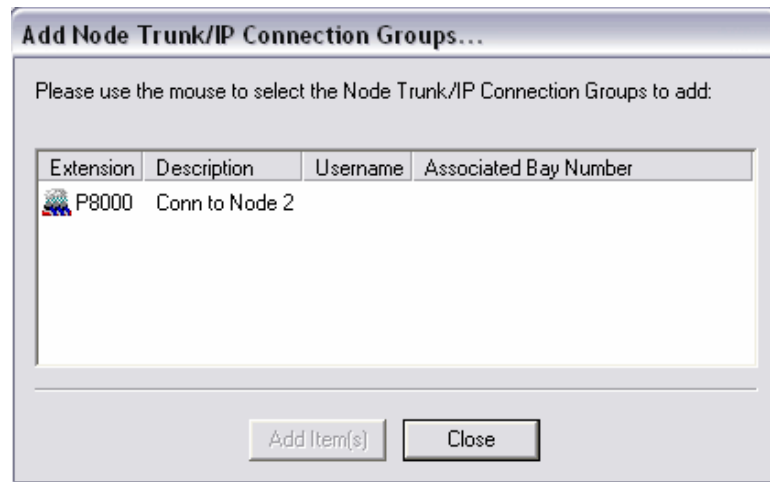 Add Node Trunk/IP Connection Groups...
Please use the mouse to select the Node Trunk/IP Connection Groups to add:
Extension Description Username Associated Bay Number
P8000 Conn to Node 2
Add Item(s) Close